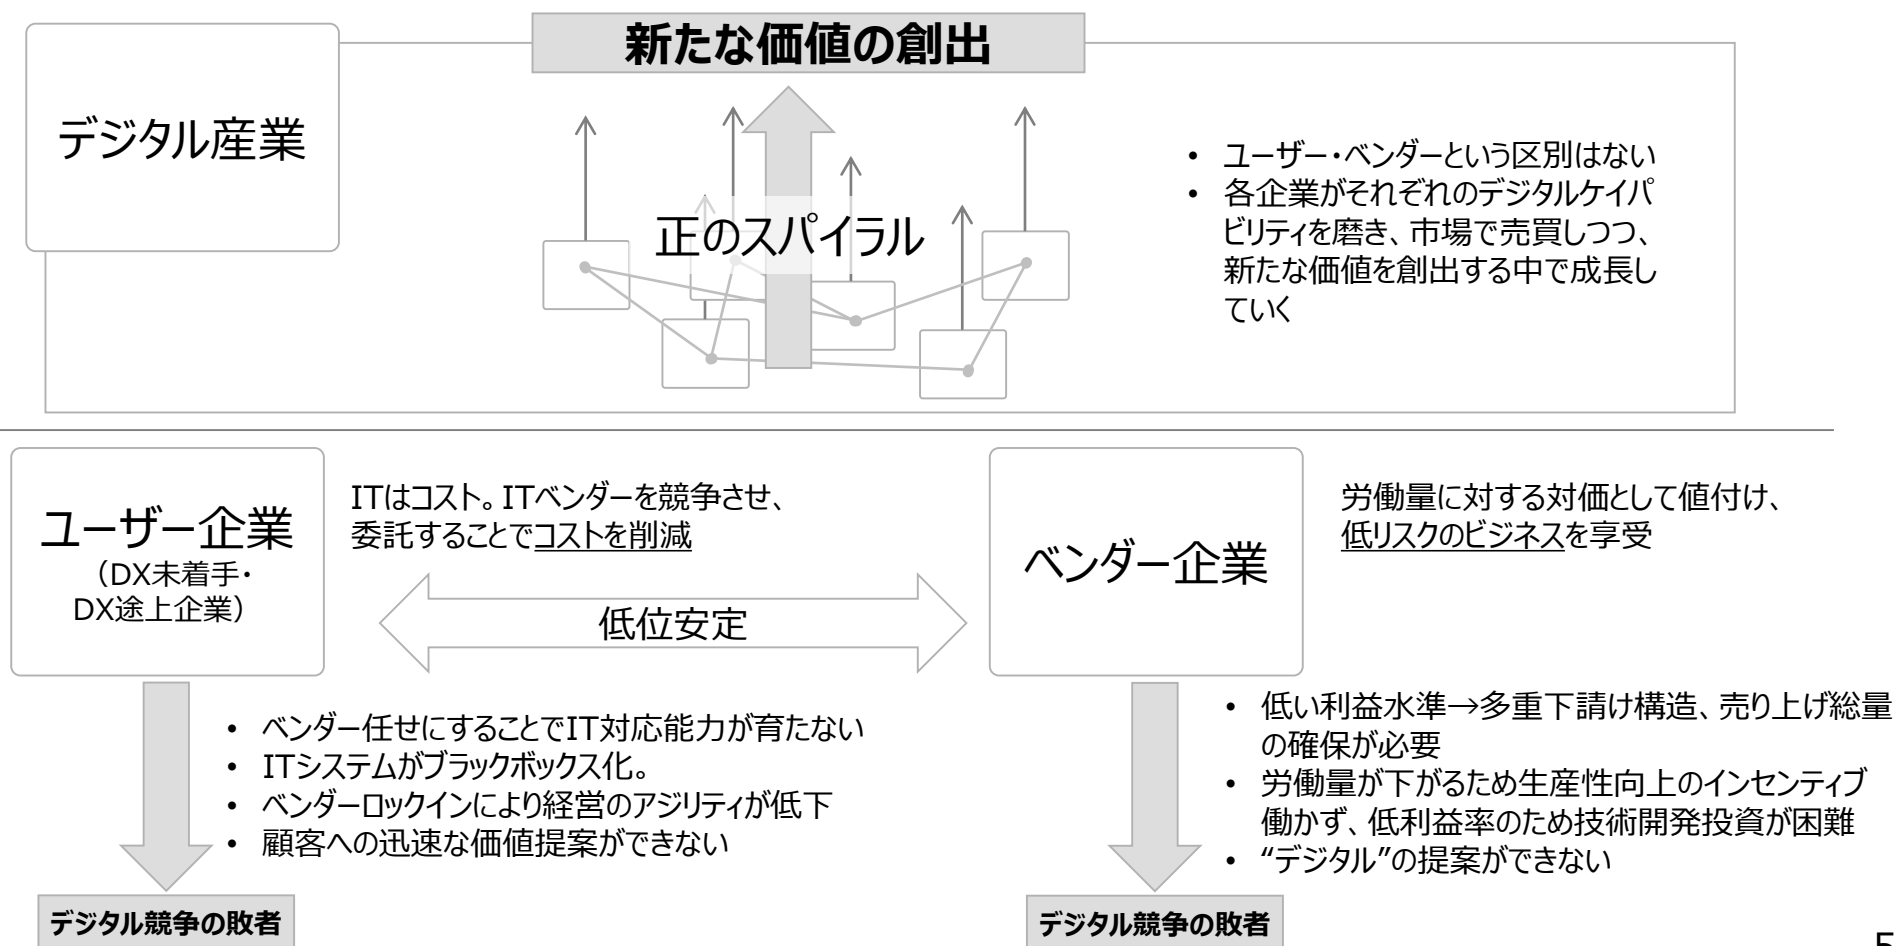 新たな価値の創出
デジタル産業
正のスパイラル
• ユーザー・ベンダーという区別はない
• 各企業がそれぞれのデジタルケイパ
ビリティを磨き、市場で売買しつつ、
新たな価値を創出する中で成長し
ていく
ユーザー企業
（DX未着手・
DX途上企業）
ITはコスト。ITベンダーを競争させ、
委託することでコストを削減
低位安定
ベンダー企業
労働量に対する対価として値付け、
低リスクのビジネスを享受
• ベンダー任せにすることでIT対応能力が育たない
• ITシステムがブラックボックス化。
• ベンダーロックインにより経営のアジリティが低下
• 顧客への迅速な価値提案ができない
デジタル競争の敗者
• 低い利益水準→多重下請け構造、売り上げ総量
の確保が必要
• 労働量が下がるため生産性向上のインセンティブ
働かず、低利益率のため技術開発投資が困難
• “デジタル”の提案ができない
デジタル競争の敗者